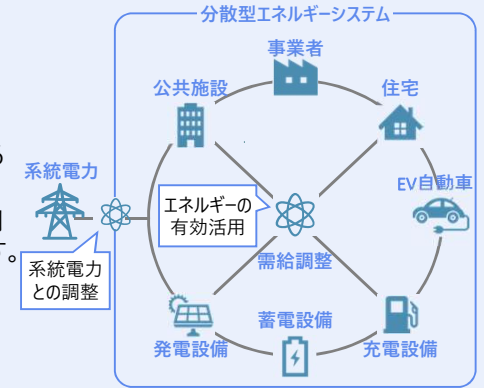 分散型エネルギーシステム
事業者
公共施設
住宅
系統電力
EV自動車
エネルギーの
有効活用
す。
系統電力
との調整
需給調整
発電設備
蓄電設備
充電設備